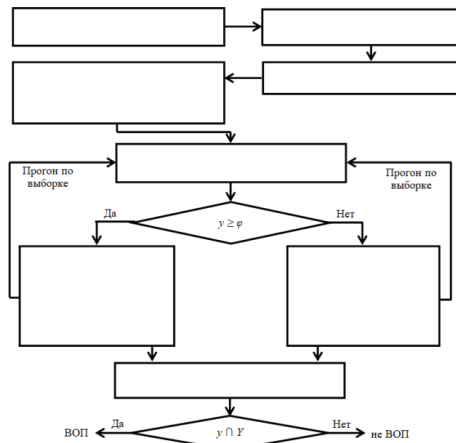 Прогон по
выборке
Прогон по
выборке
Да
y ≥ φ
Нет
ВОП
Да
y ∩ Y
Нет
не ВОП